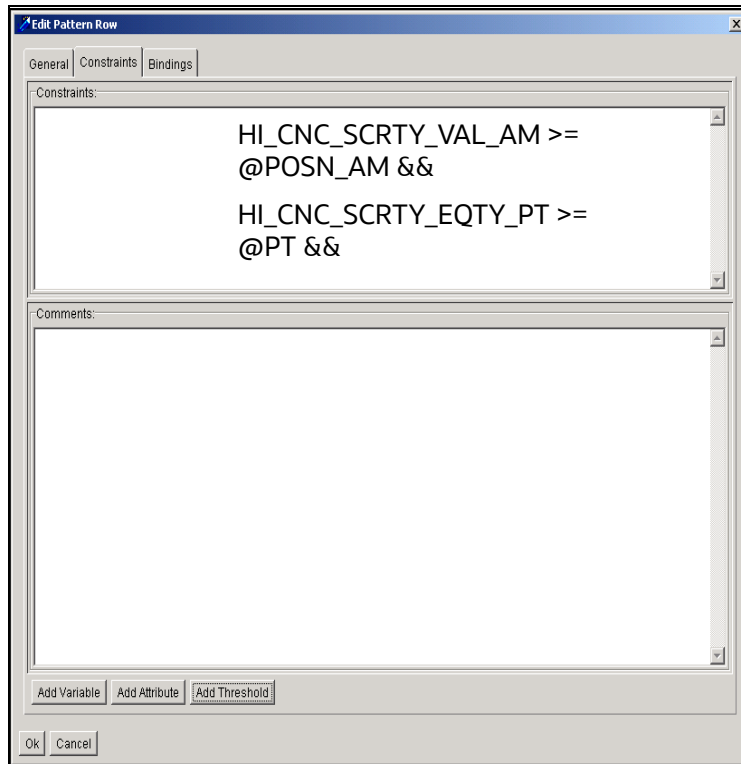 Edit Pattern Row
General Constraints Bindings
Constraints:
HI_CNC_SCRTY_VAL_AM >=
@POSN_AM &&
HI_CNC_SCRTY_EQTY_PT >=
@PT &&
Comments:
Add Variable Add Attribute Add Threshold
Ok Cancel